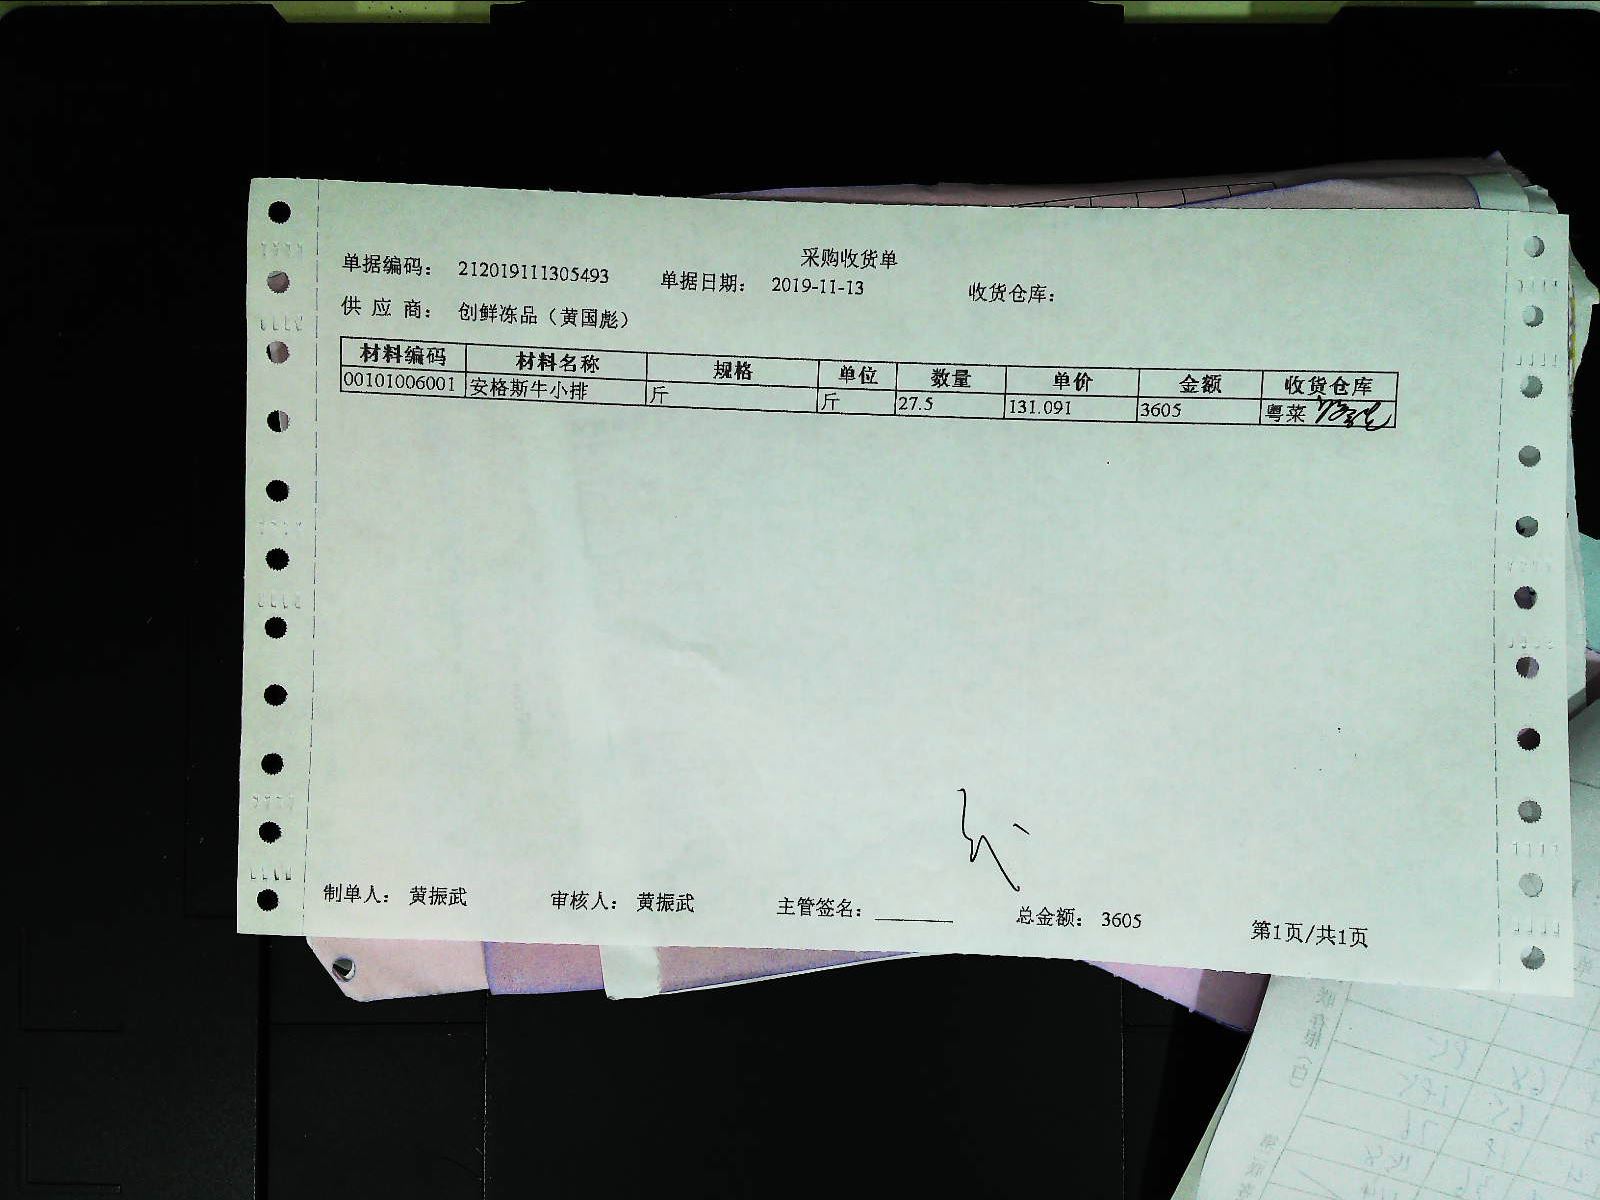 采购收货单
单据编码： 212019111305493 单据日期： 2019-11-13 收货仓库：
供 应 商： 创鲜冻品（黄国彪）
材料编码 材料名称 规格 单位 数量 单价 金额 收货仓库
00101006001 安格斯牛小排 斤 斤 27.5 131.091 3605 粤菜
制单人： 黄振武 审核人： 黄振武 主管签名： 总金额： 3605 第1页/共1页